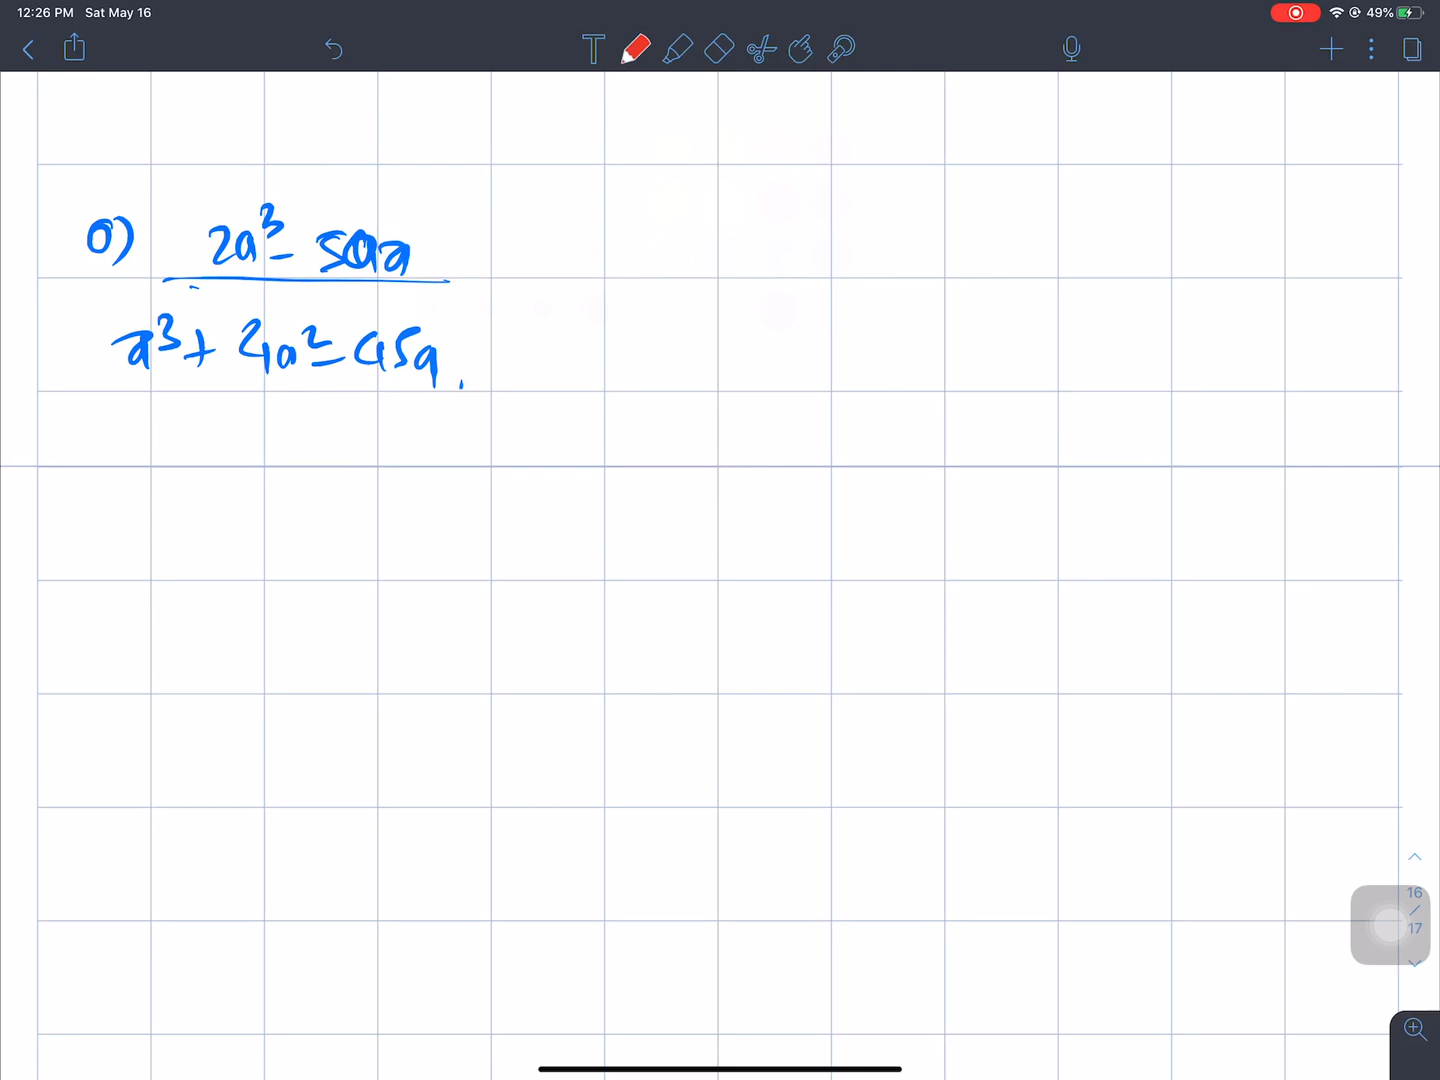 12:26 PM Sat May 16
49%
o) 2a³ - 50a
a³ + 4a² - 45a.
16
/
17